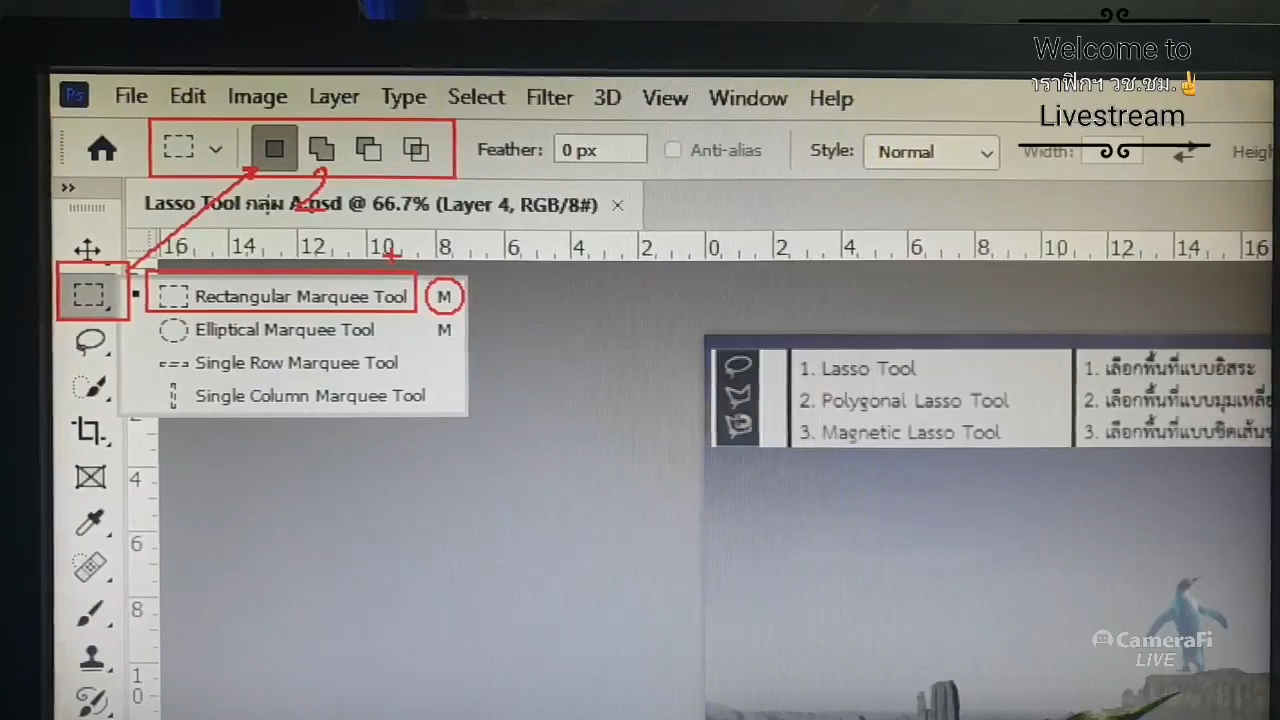 Welcome to
าราฟิกฯ วช.ชม.✌
Livestream
Ps File Edit Image Layer Type Select Filter 3D View Window Help
Feather: 0 px Anti-alias Style: Normal Width: Heigh
2
Lasso Tool กลุ่ม A.psd @ 66.7% (Layer 4, RGB/8#) ×
16 14 12 10 8 6 4 2 0 2 4 6 8 10 12 14 16
Rectangular Marquee Tool M
Elliptical Marquee Tool M
Single Row Marquee Tool
Single Column Marquee Tool
1. Lasso Tool 1. เลือกพื้นที่แบบอิสระ
2. Polygonal Lasso Tool 2. เลือกพื้นที่แบบมุมเหลี่
3. Magnetic Lasso Tool 3. เลือกพื้นที่แบบชิดเส้น
4
6
8
10
CameraFi
LIVE